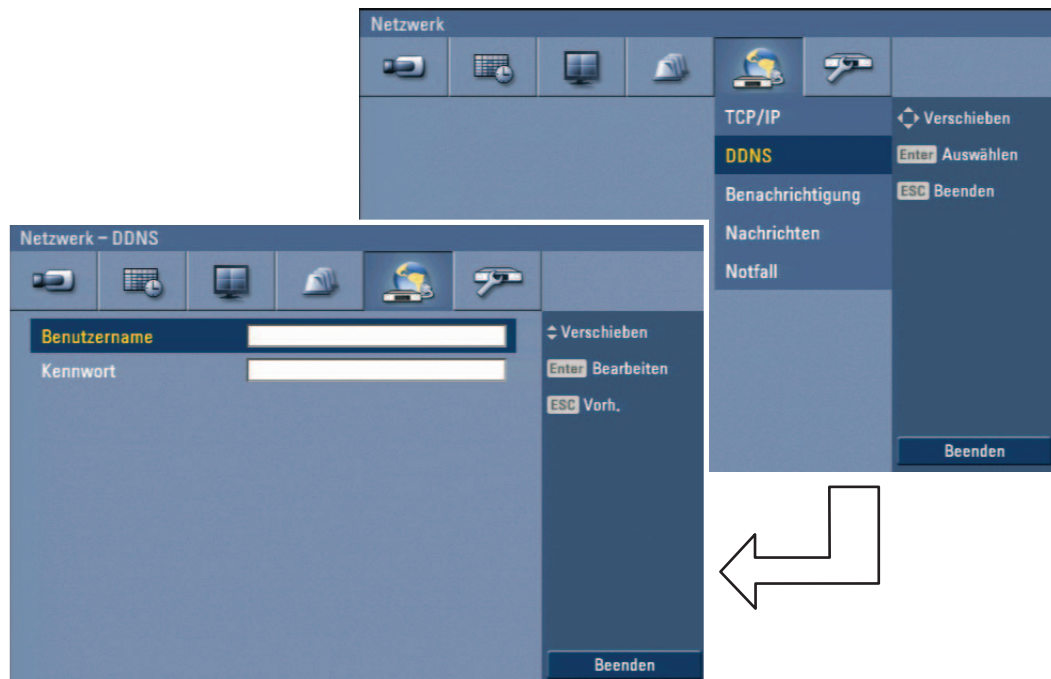 Netzwerk
TCP/IP
DDNS
Benachrichtigung
Nachrichten
Notfall
Verschieben
Enter Auswählen
ESC Beenden
Beenden
Netzwerk – DDNS
Benutzername
Kennwort
Verschieben
Enter Bearbeiten
ESC Vorh.
Beenden